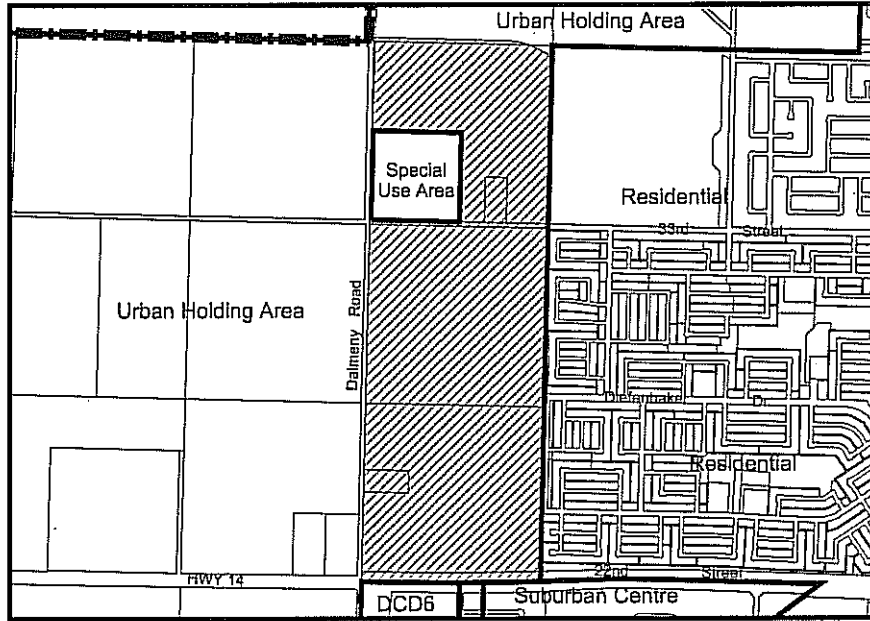 Urban Holding Area
Special
Use Area
Residential
33rd Street
Urban Holding Area
Dalmeny Road
Diefenbake Dr.
Residential
HWY 14
22nd Street
DCD6
Suburban Centre